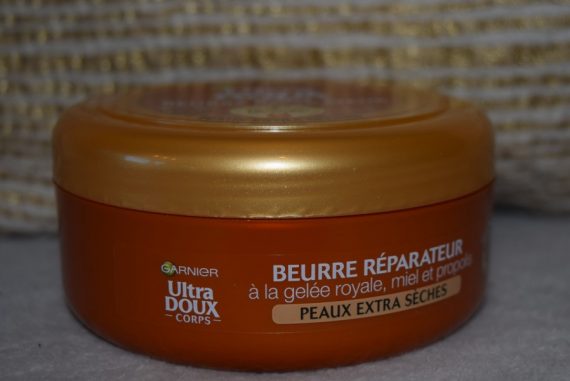 GARNIER
Ultra
DOUX
CORPS
BEURRE RÉPARATEUR
à la gelée royale, miel et propolis
PEAUX EXTRA SÈCHES